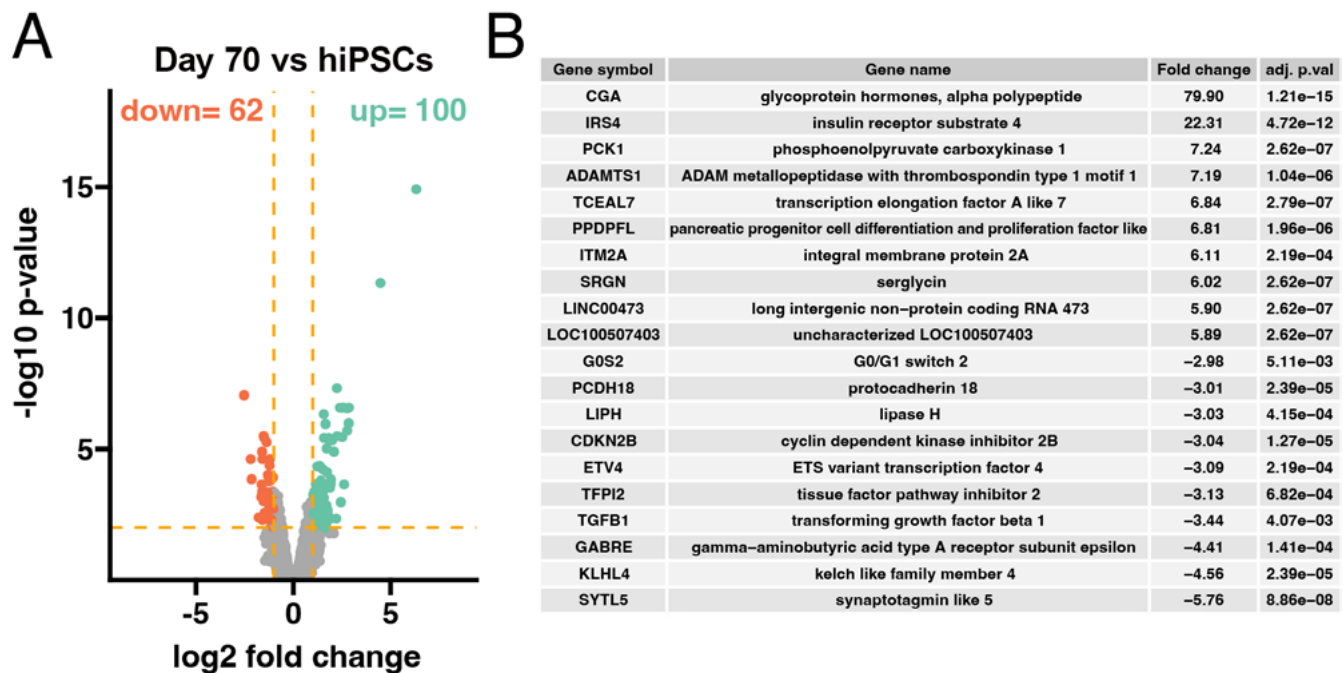 A
Day 70 vs hiPSCs
down= 62
up= 100
15
10
5
-5
0
5
-log10 p-value
log2 fold change
B
Gene symbol Gene name Fold change adj. p.val
CGA glycoprotein hormones, alpha polypeptide 79.90 1.21e−15
IRS4 insulin receptor substrate 4 22.31 4.72e−12
PCK1 phosphoenolpyruvate carboxykinase 1 7.24 2.62e−07
ADAMTS1 ADAM metallopeptidase with thrombospondin type 1 motif 1 7.19 1.04e−06
TCEAL7 transcription elongation factor A like 7 6.84 2.79e−07
PPDPFL pancreatic progenitor cell differentiation and proliferation factor like 6.81 1.96e−06
ITM2A integral membrane protein 2A 6.11 2.19e−04
SRGN serglycin 6.02 2.62e−07
LINC00473 long intergenic non−protein coding RNA 473 5.90 2.62e−07
LOC100507403 uncharacterized LOC100507403 5.89 2.62e−07
G0S2 G0/G1 switch 2 −2.98 5.11e−03
PCDH18 protocadherin 18 −3.01 2.39e−05
LIPH lipase H −3.03 4.15e−04
CDKN2B cyclin dependent kinase inhibitor 2B −3.04 1.27e−05
ETV4 ETS variant transcription factor 4 −3.09 2.19e−04
TFPI2 tissue factor pathway inhibitor 2 −3.13 6.82e−04
TGFB1 transforming growth factor beta 1 −3.44 4.07e−03
GABRE gamma−aminobutyric acid type A receptor subunit epsilon −4.41 1.41e−04
KLHL4 kelch like family member 4 −4.56 2.39e−05
SYTL5 synaptotagmin like 5 −5.76 8.86e−08